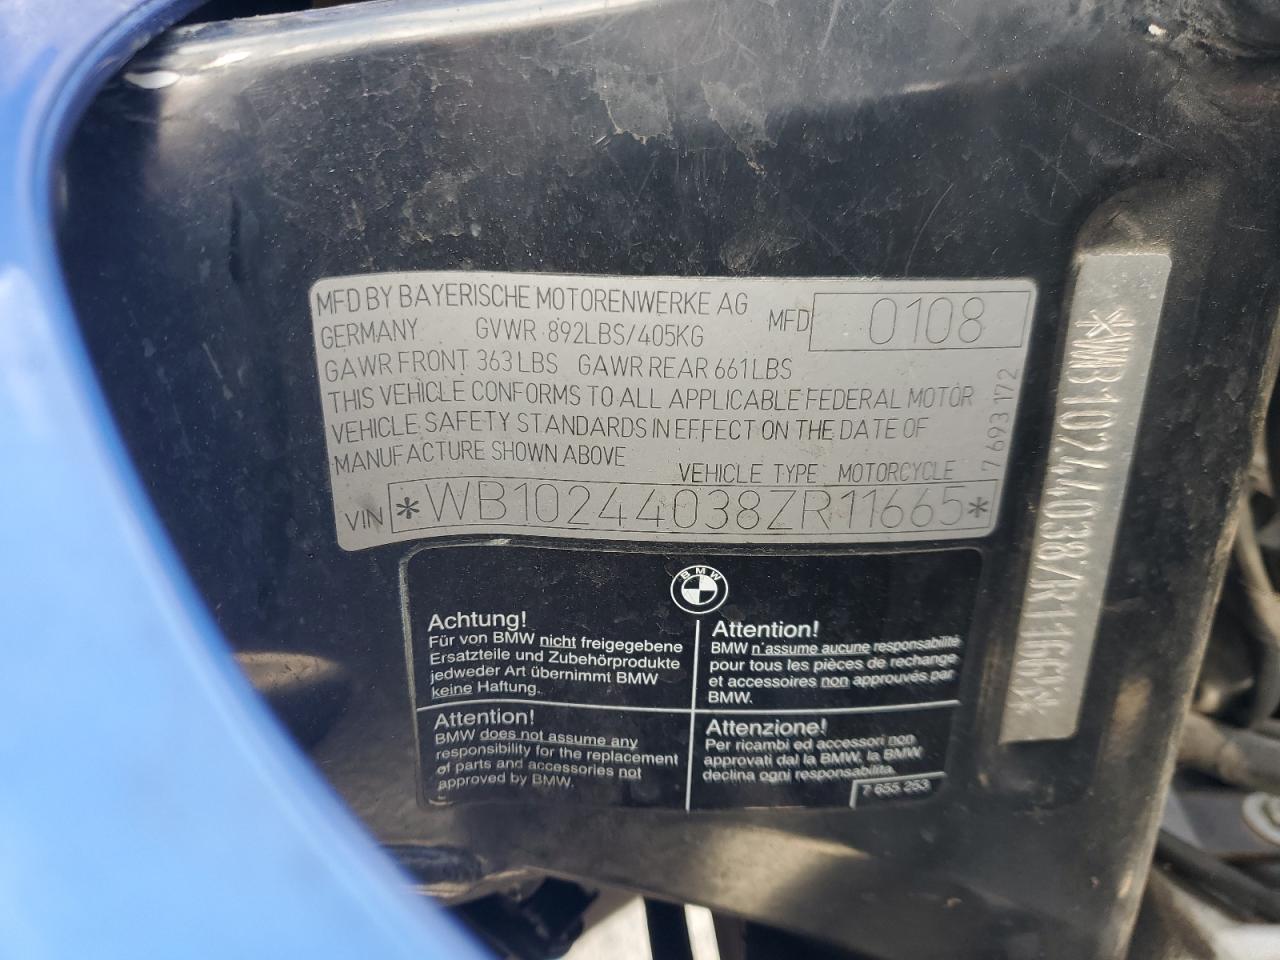 MFD BY BAYERISCHE MOTORENWERKE AG
MFD 0108
GERMANY GVWR 892LBS/405KG
GAWR FRONT 363 LBS GAWR REAR 661 LBS
THIS VEHICLE CONFORMS TO ALL APPLICABLE FEDERAL MOTOR
VEHICLE SAFETY STANDARDS IN EFFECT ON THE DATE OF
MANUFACTURE SHOWN ABOVE
VEHICLE TYPE MOTORCYCLE
7 693 172
VIN *WB10244038ZR11665*
BMW
Achtung!
Für von BMW nicht freigegebene
Ersatzteile und Zubehörprodukte
jedweder Art übernimmt BMW
keine Haftung.
Attention!
BMW n'assume aucune responsabilité
pour tous les pièces de rechange
et accessoires non approuvés par
BMW.
Attention!
BMW does not assume any
responsibility for the replacement
of parts and accessories not
approved by BMW.
Attenzione!
Per ricambi ed accessori non
approvati dal la BMW, la BMW
declina ogni responsabilita.
7 655 253